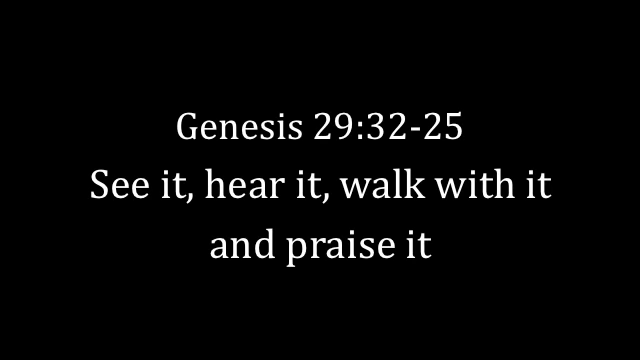 Genesis 29:32-25
See it, hear it, walk with it
and praise it